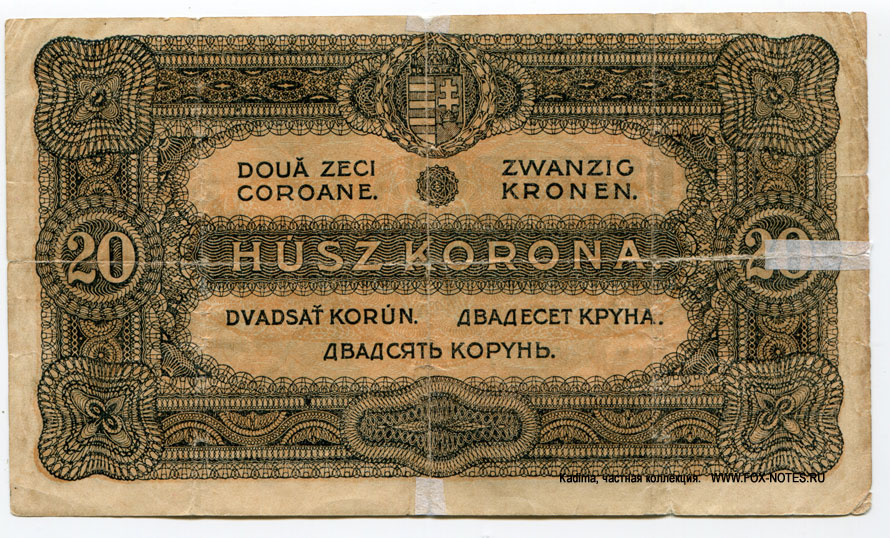 DOUĂ ZECI
COROANE.
ZWANZIG
KRONEN.
20
HÚSZ KORONA.
20
DVADSAŤ KORÚN.
ДВАДЕСЕТ КРУНА.
ДВАДСЯТЬ КОРУНЬ.
Kadima, частная коллекция. WWW.FOX-NOTES.RU